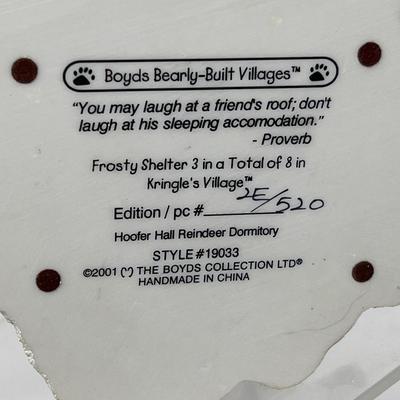 Boyds Bearly-Built Villages™
"You may laugh at a friend's roof; don't
laugh at his sleeping accomodation."
- Proverb
Frosty Shelter 3 in a Total of 8 in
Kringle's Village™
Edition / pc # 2E/520
Hoofer Hall Reindeer Dormitory
STYLE #19033
©2001 (") THE BOYDS COLLECTION LTD®
HANDMADE IN CHINA